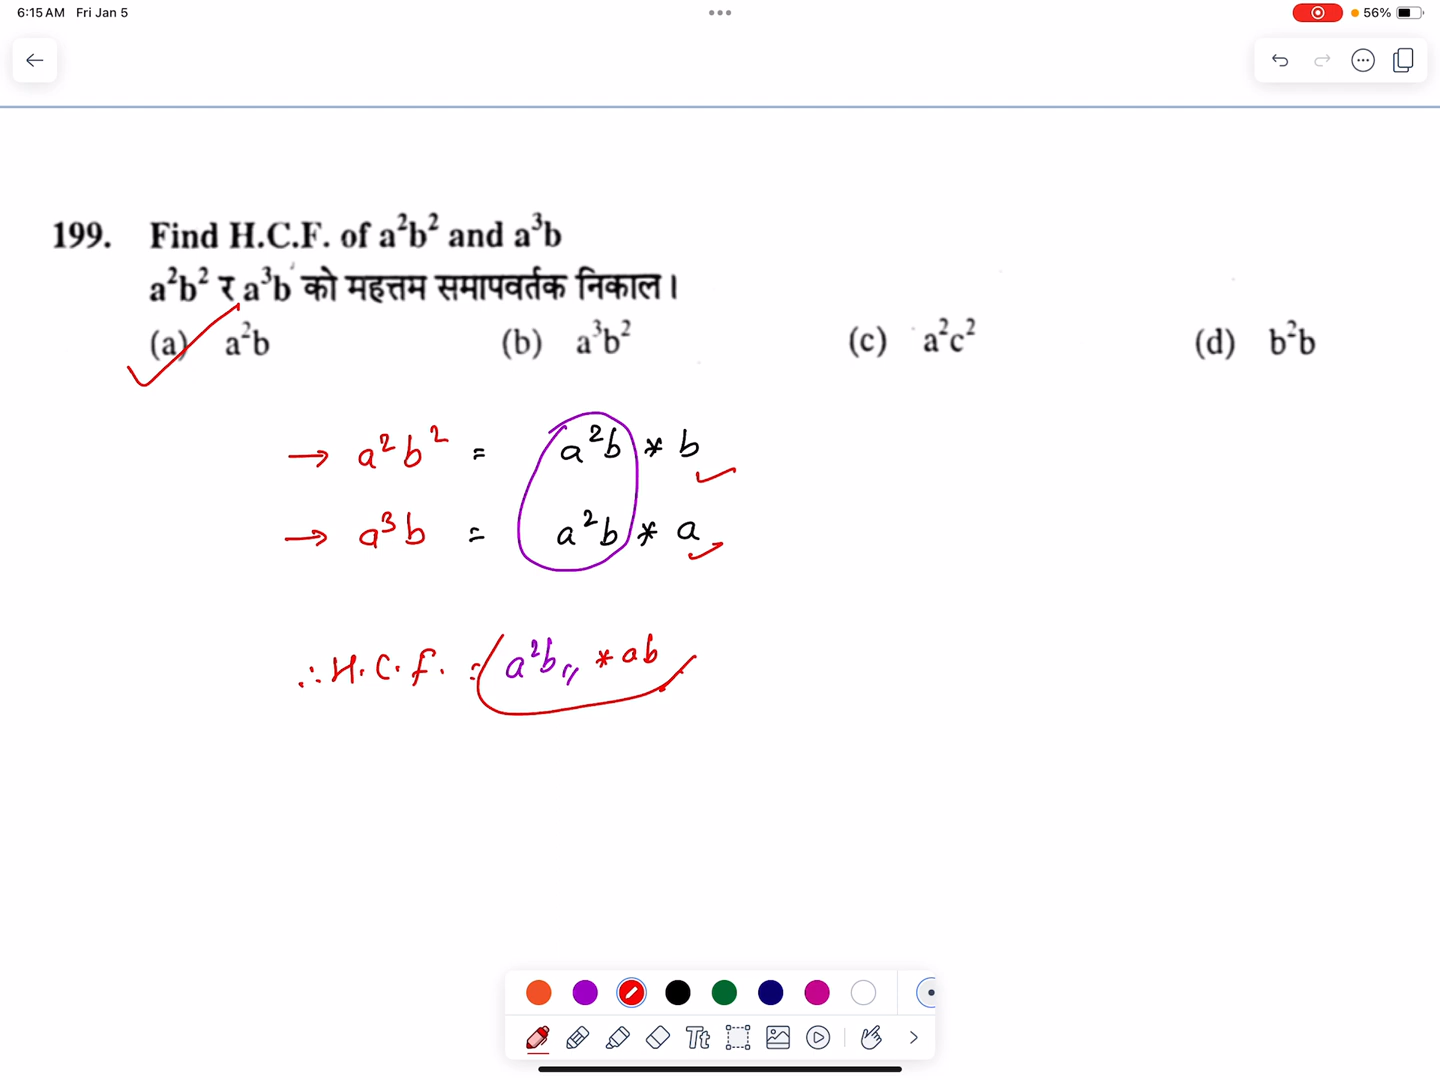 6:15 AM Fri Jan 5 56%
199. Find H.C.F. of a²b² and a³b
a²b² र a³b को महत्तम समापवर्तक निकाल ।
(a) a²b (b) a³b² (c) a²c² (d) b²b
→ a²b² = a²b * b
→ a³b = a²b * a
∴ H.C.F. = a²b,, * ab
Tt